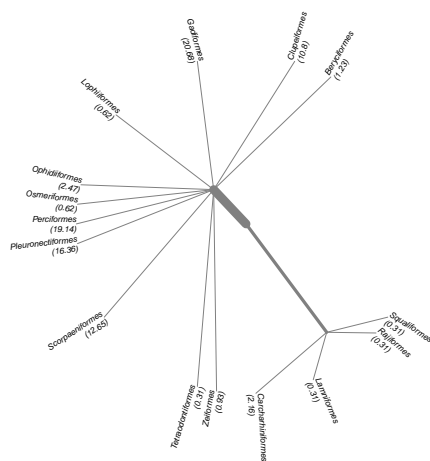 Gadiformes
(20.68)
Clupeiformes
(10.8)
Beryciformes
(1.23)
Lophiiformes
(0.62)
Ophidiiformes
(2.47)
Osmeriformes
(0.62)
Perciformes
(19.14)
Pleuronectiformes
(16.36)
Scorpaeniformes
(12.65)
Tetraodontiformes
(0.31)
Zeiformes
(0.93)
Carcharhiniformes
(2.16)
Lamniformes
(0.31)
Rajiformes
(0.31)
Squaliformes
(0.31)